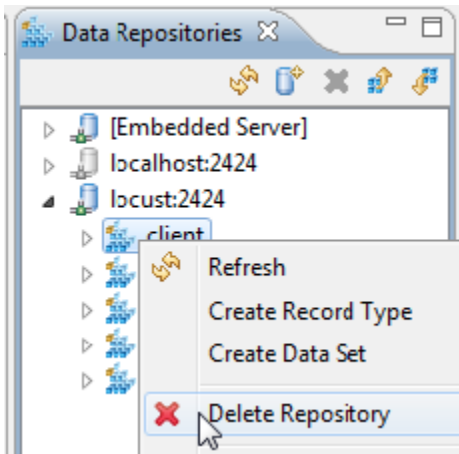 Data Repositories
[Embedded Server]
localhost:2424
locust:2424
client
Refresh
Create Record Type
Create Data Set
Delete Repository